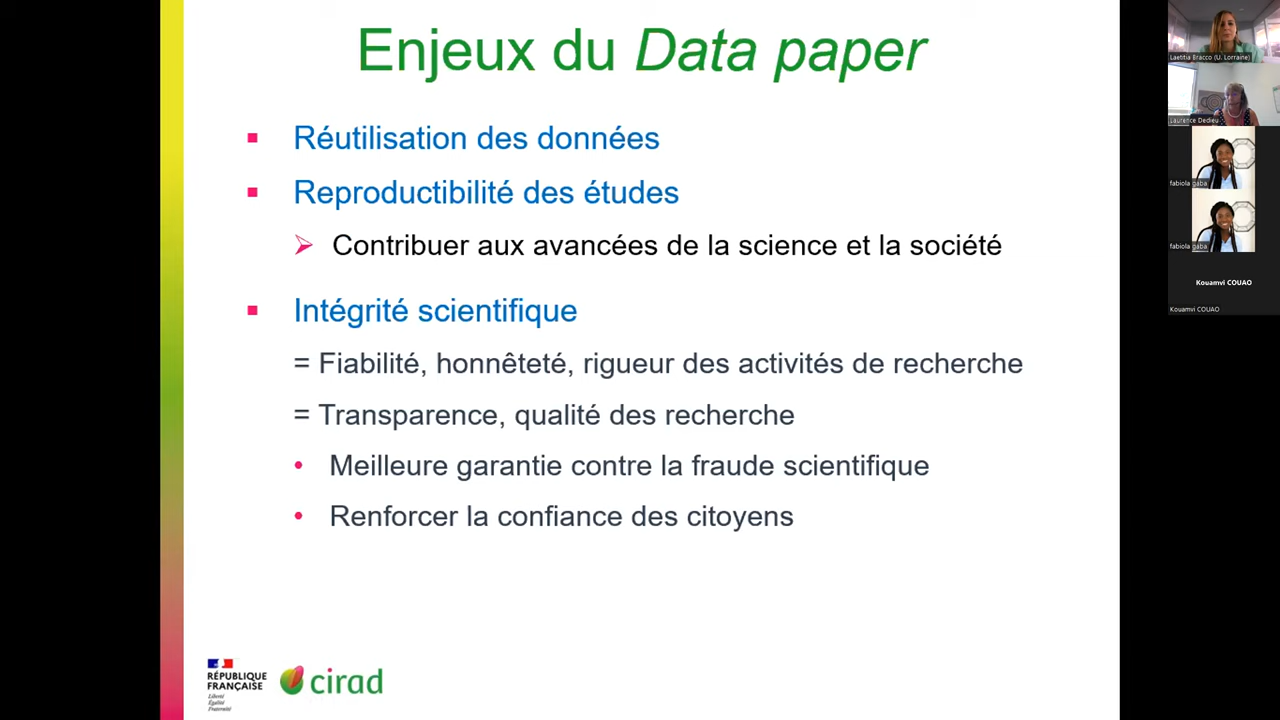 Enjeux du Data paper
Réutilisation des données
Reproductibilité des études
Contribuer aux avancées de la science et la société
Intégrité scientifique
= Fiabilité, honnêteté, rigueur des activités de recherche
= Transparence, qualité des recherche
Meilleure garantie contre la fraude scientifique
Renforcer la confiance des citoyens
RÉPUBLIQUE
FRANÇAISE
Liberté
Égalité
Fraternité
cirad
Laetitia Bracco (U. Lorraine)
Laurence Dedieu
fabiola gaba
fabiola gaba
Kouamvi COUAO
Kouamvi COUAO